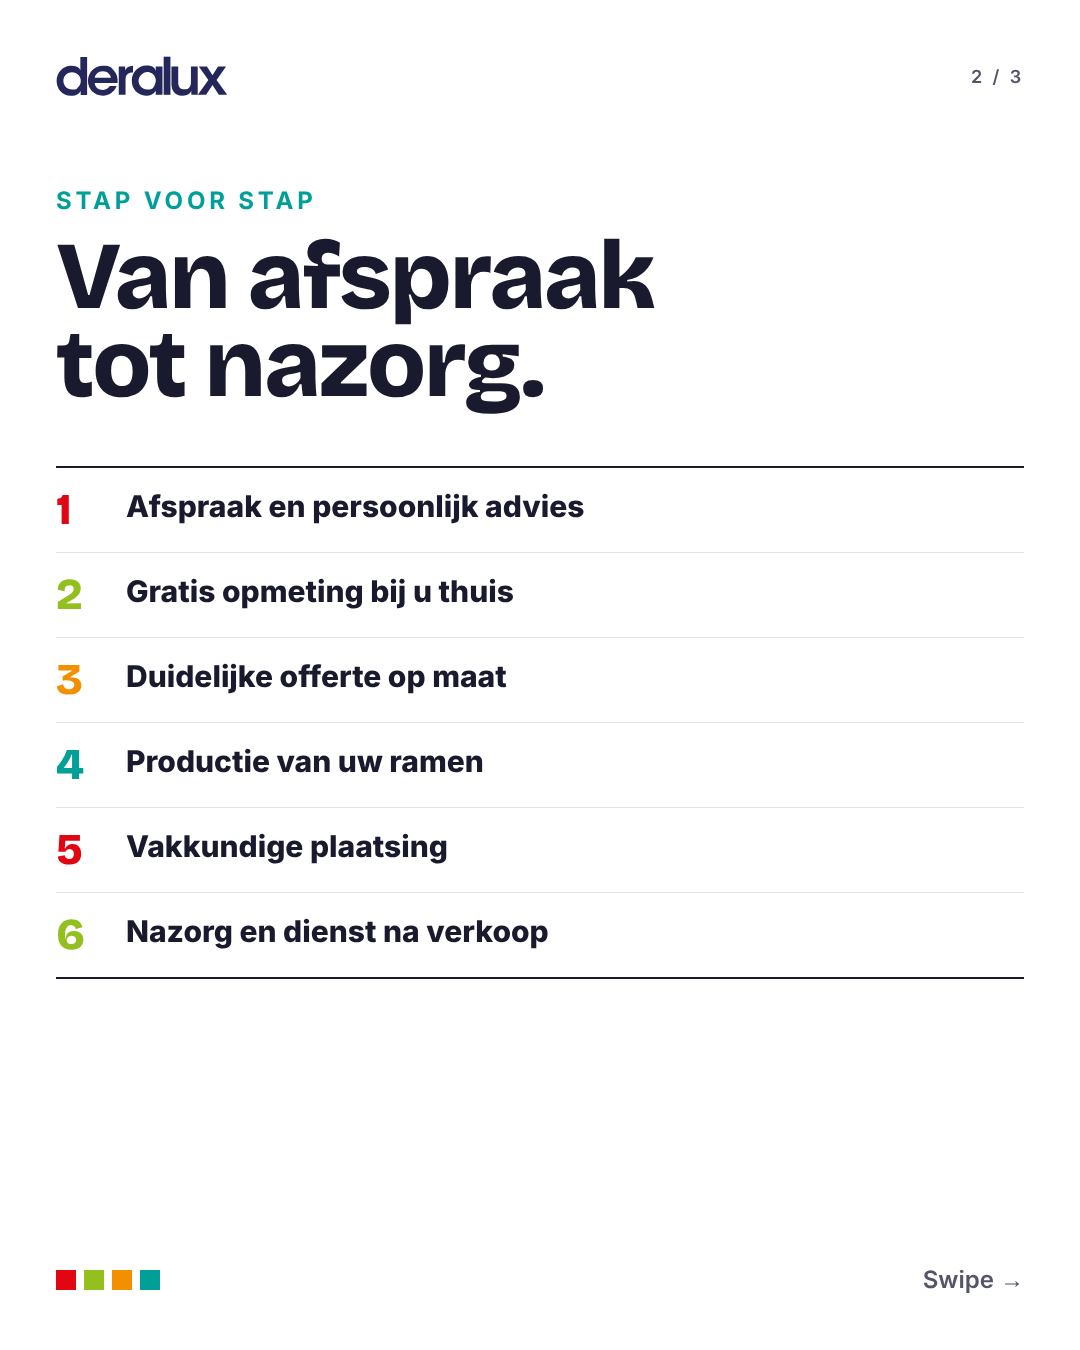 deralux
2 / 3
STAP VOOR STAP
Van afspraak
tot nazorg.
1 Afspraak en persoonlijk advies
2 Gratis opmeting bij u thuis
3 Duidelijke offerte op maat
4 Productie van uw ramen
5 Vakkundige plaatsing
6 Nazorg en dienst na verkoop
Swipe →